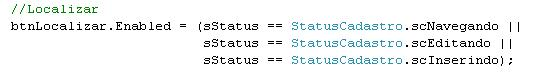 //Localizar
btnLocalizar.Enabled = (sStatus == StatusCadastro.scNavegando ||
sStatus == StatusCadastro.scEditando ||
sStatus == StatusCadastro.scInserindo);